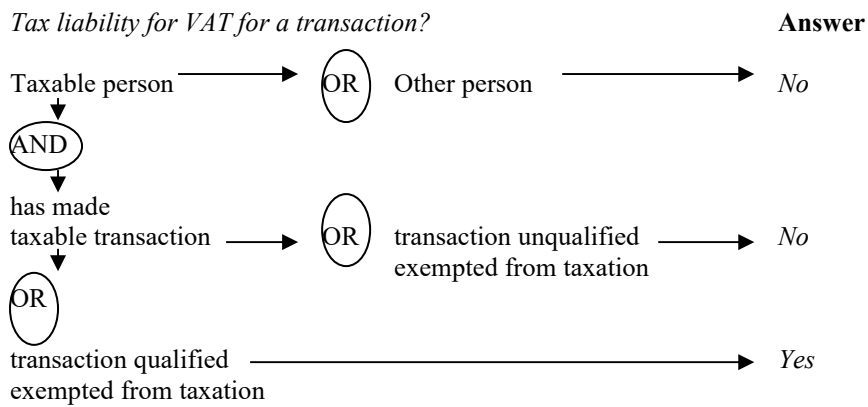 Tax liability for VAT for a transaction? Answer
Taxable person OR Other person No
AND
has made
taxable transaction OR transaction unqualified No
exempted from taxation
OR
transaction qualified Yes
exempted from taxation